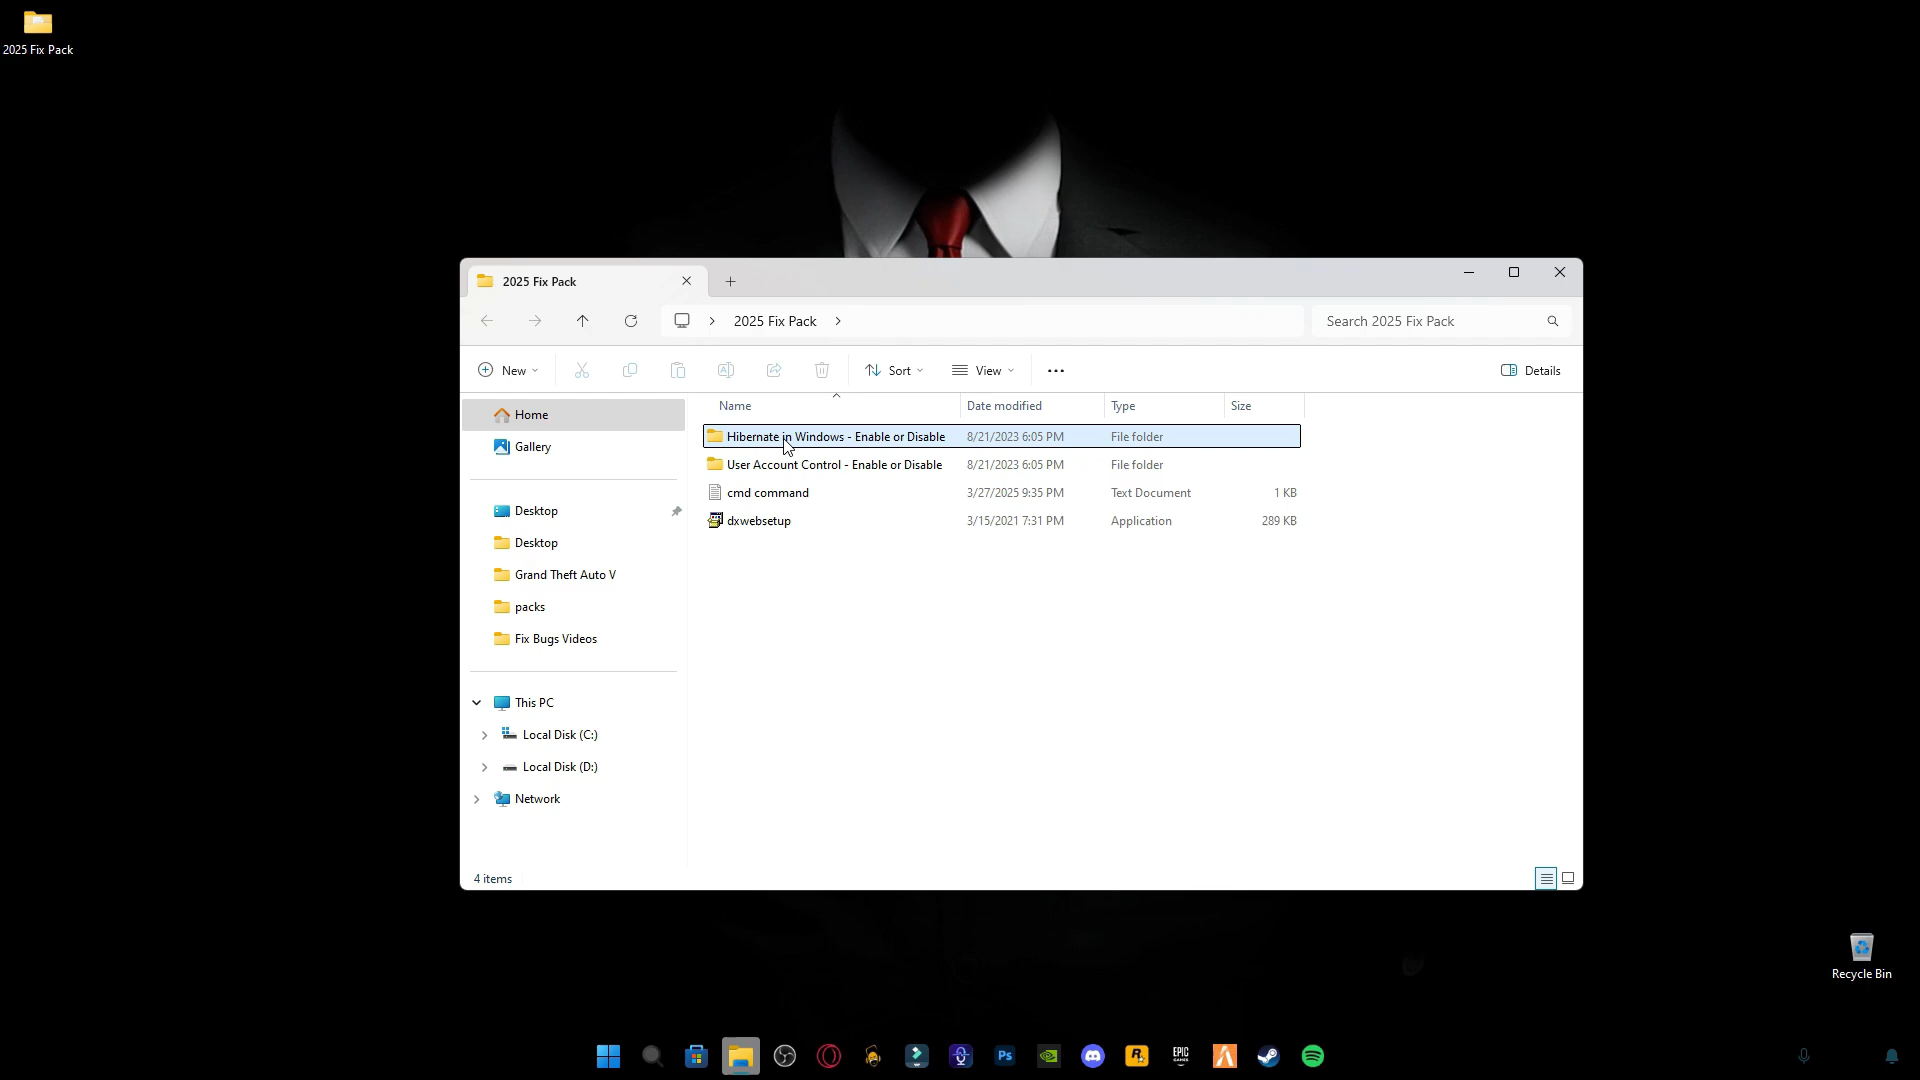 2025 Fix Pack
2025 Fix Pack
2025 Fix Pack
Search 2025 Fix Pack
New
Sort
View
Details
Name Date modified Type Size
Home
Gallery
Desktop
Desktop
Grand Theft Auto V
packs
Fix Bugs Videos
This PC
Local Disk (C:)
Local Disk (D:)
Network
Hibernate in Windows - Enable or Disable 8/21/2023 6:05 PM File folder
User Account Control - Enable or Disable 8/21/2023 6:05 PM File folder
cmd command 3/27/2025 9:35 PM Text Document 1 KB
dxwebsetup 3/15/2021 7:31 PM Application 289 KB
4 items
Recycle Bin
Ps
R
EPIC
GAMES